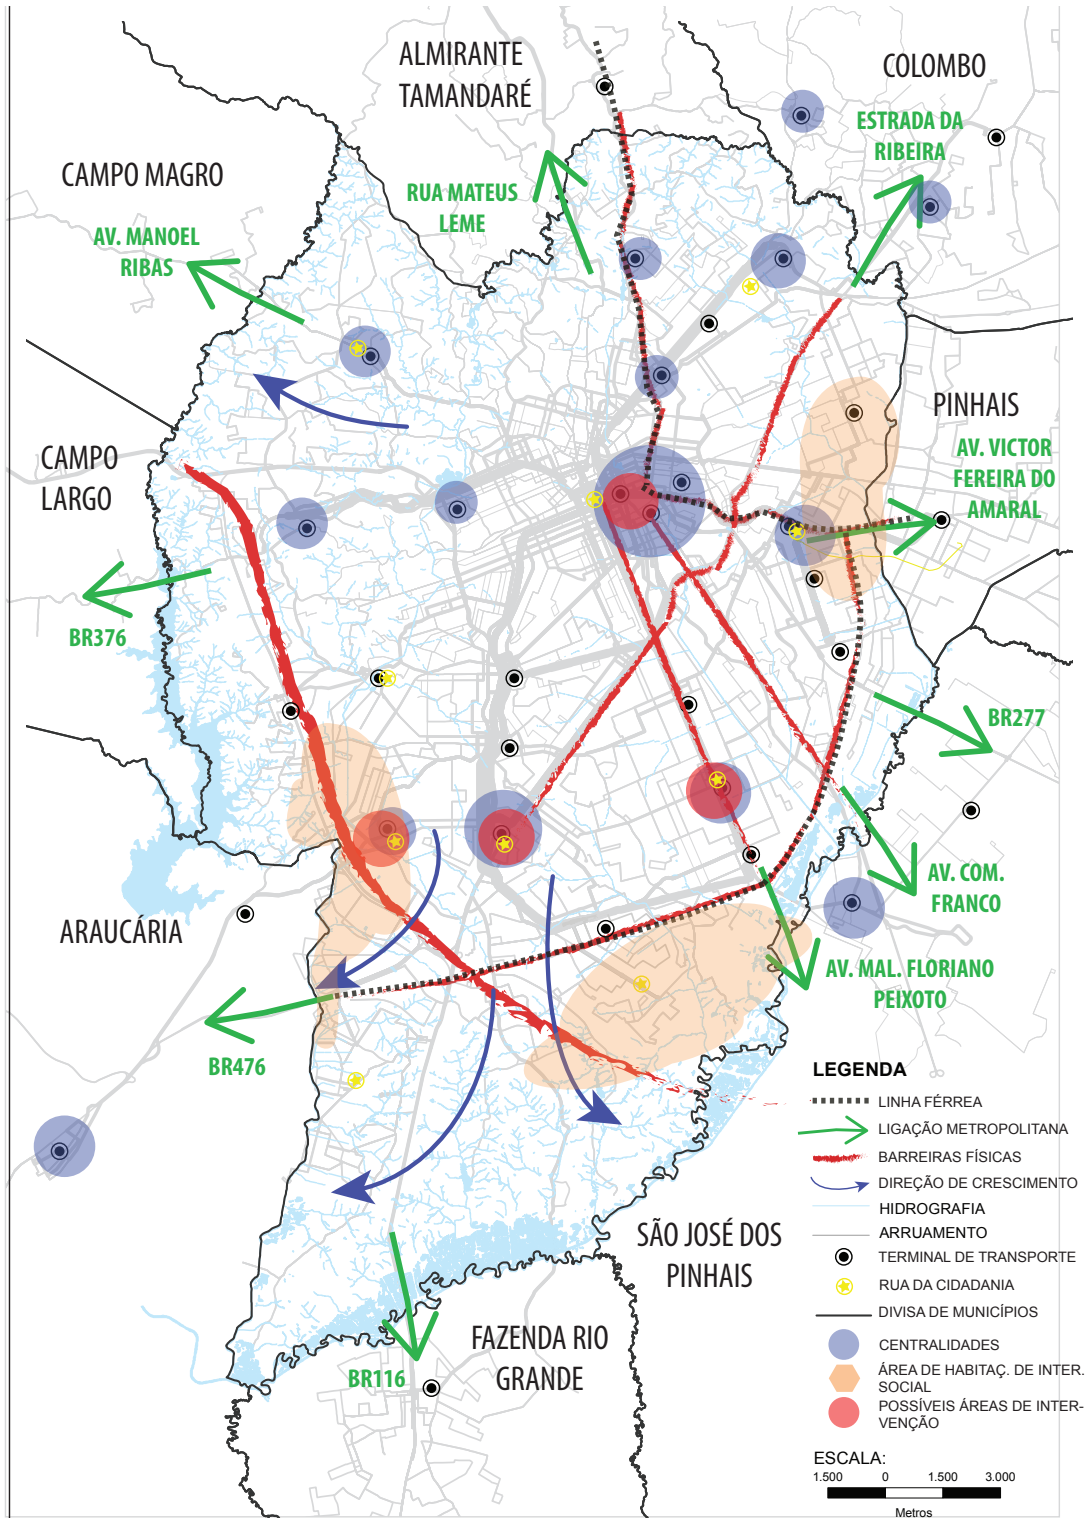 ALMIRANTE
TAMANDARÉ
COLOMBO
ESTRADA DA
RIBEIRA
CAMPO MAGRO
RUA MATEUS
LEME
AV. MANOEL
RIBAS
PINHAIS
CAMPO
LARGO
AV. VICTOR
FEREIRA DO
AMARAL
BR376
BR277
AV. COM.
FRANCO
ARAUCÁRIA
AV. MAL. FLORIANO
PEIXOTO
BR476
SÃO JOSÉ DOS
PINHAIS
FAZENDA RIO
GRANDE
BR116
LEGENDA
LINHA FÉRREA
LIGAÇÃO METROPOLITANA
BARREIRAS FÍSICAS
DIREÇÃO DE CRESCIMENTO
HIDROGRAFIA
ARRUAMENTO
TERMINAL DE TRANSPORTE
RUA DA CIDADANIA
DIVISA DE MUNICÍPIOS
CENTRALIDADES
ÁREA DE HABITAÇ. DE INTER.
SOCIAL
POSSÍVEIS ÁREAS DE INTER-
VENÇÃO
ESCALA:
1.500 0 1.500 3.000
Metros